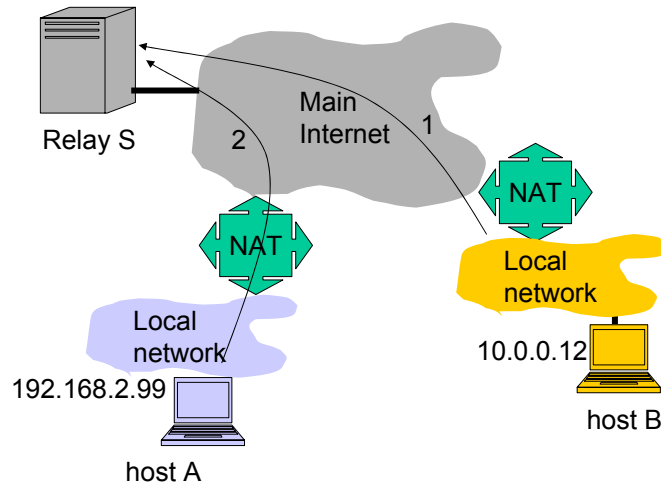 Main
Internet
1
Relay S
2
NAT
NAT
Local
network
Local
network
10.0.0.12
192.168.2.99
host B
host A